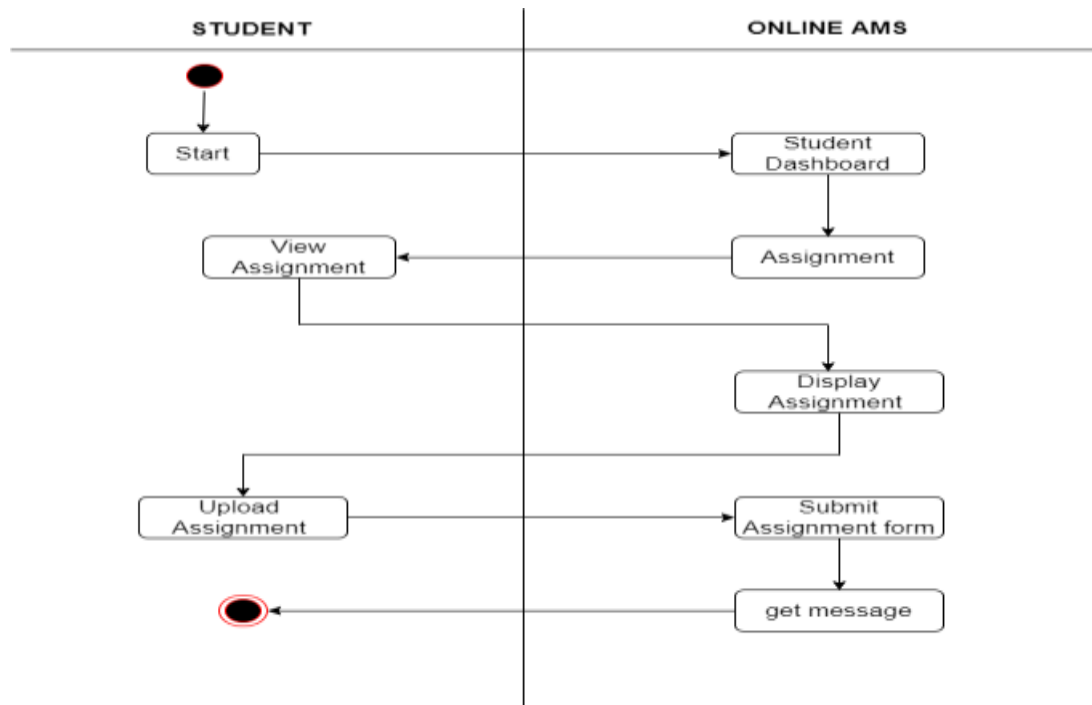 STUDENT
ONLINE AMS
Start
Student
Dashboard
View
Assignment
Assignment
Display
Assignment
Upload
Assignment
Submit
Assignment form
get message